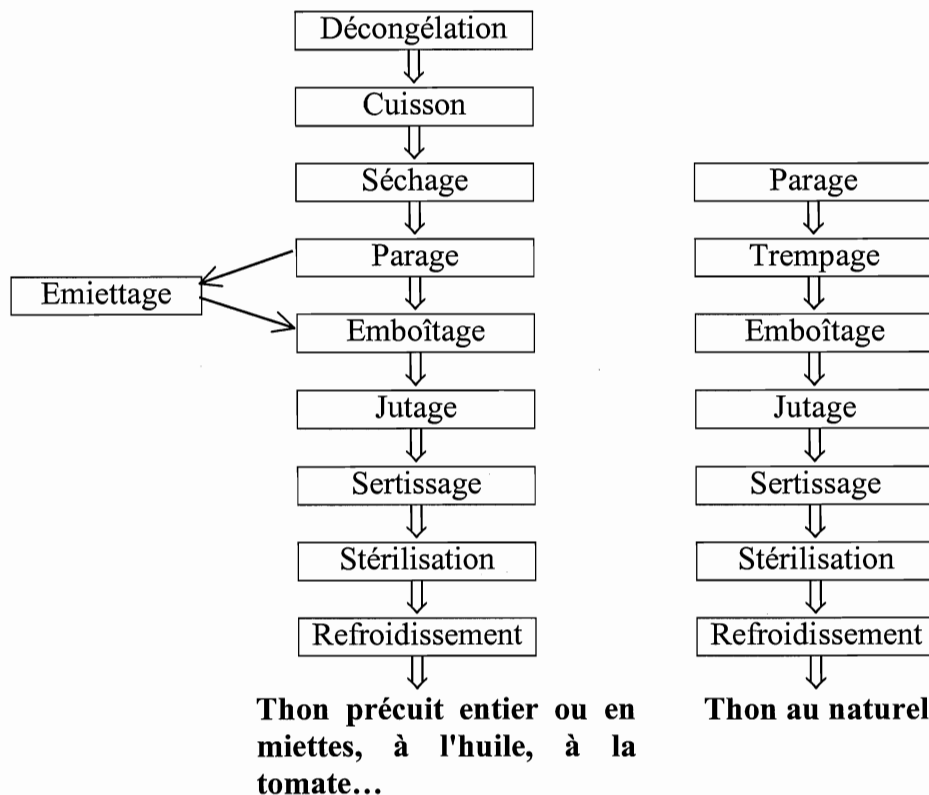 Décongélation
Cuisson
Séchage
Parage
Emiettage
Emboîtage
Jutage
Sertissage
Stérilisation
Refroidissement
Thon précuit entier ou en
miettes, à l'huile, à la
tomate...
Parage
Trempage
Emboîtage
Jutage
Sertissage
Stérilisation
Refroidissement
Thon au naturel